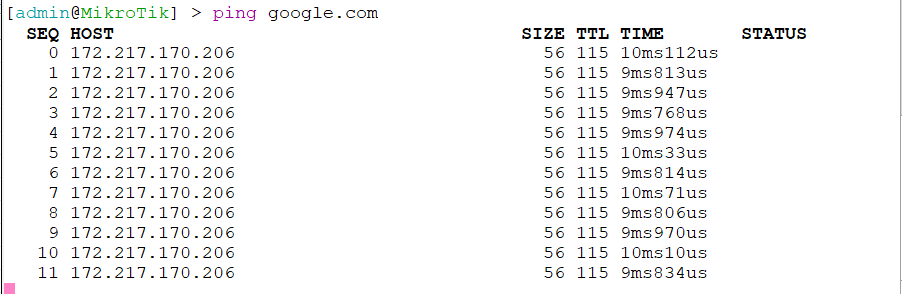 [admin@MikroTik] > ping google.com
SEQ HOST SIZE TTL TIME STATUS
0 172.217.170.206 56 115 10ms112us
1 172.217.170.206 56 115 9ms813us
2 172.217.170.206 56 115 9ms947us
3 172.217.170.206 56 115 9ms768us
4 172.217.170.206 56 115 9ms974us
5 172.217.170.206 56 115 10ms33us
6 172.217.170.206 56 115 9ms814us
7 172.217.170.206 56 115 10ms71us
8 172.217.170.206 56 115 9ms806us
9 172.217.170.206 56 115 9ms970us
10 172.217.170.206 56 115 10ms10us
11 172.217.170.206 56 115 9ms834us